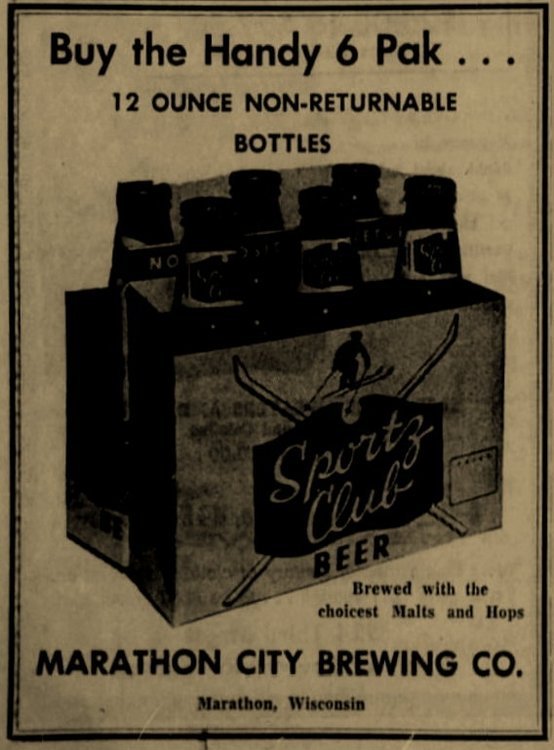 Buy the Handy 6 Pak . . .
12 OUNCE NON-RETURNABLE
BOTTLES
NO
Sportz
Club
BEER
Brewed with the
choicest Malts and Hops
MARATHON CITY BREWING CO.
Marathon, Wisconsin